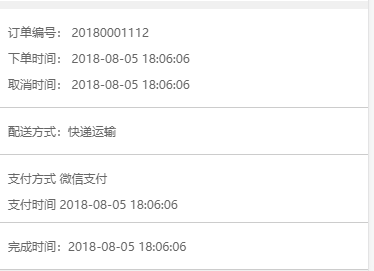 订单编号： 20180001112
下单时间： 2018-08-05 18:06:06
取消时间： 2018-08-05 18:06:06
配送方式：快递运输
支付方式 微信支付
支付时间 2018-08-05 18:06:06
完成时间：2018-08-05 18:06:06